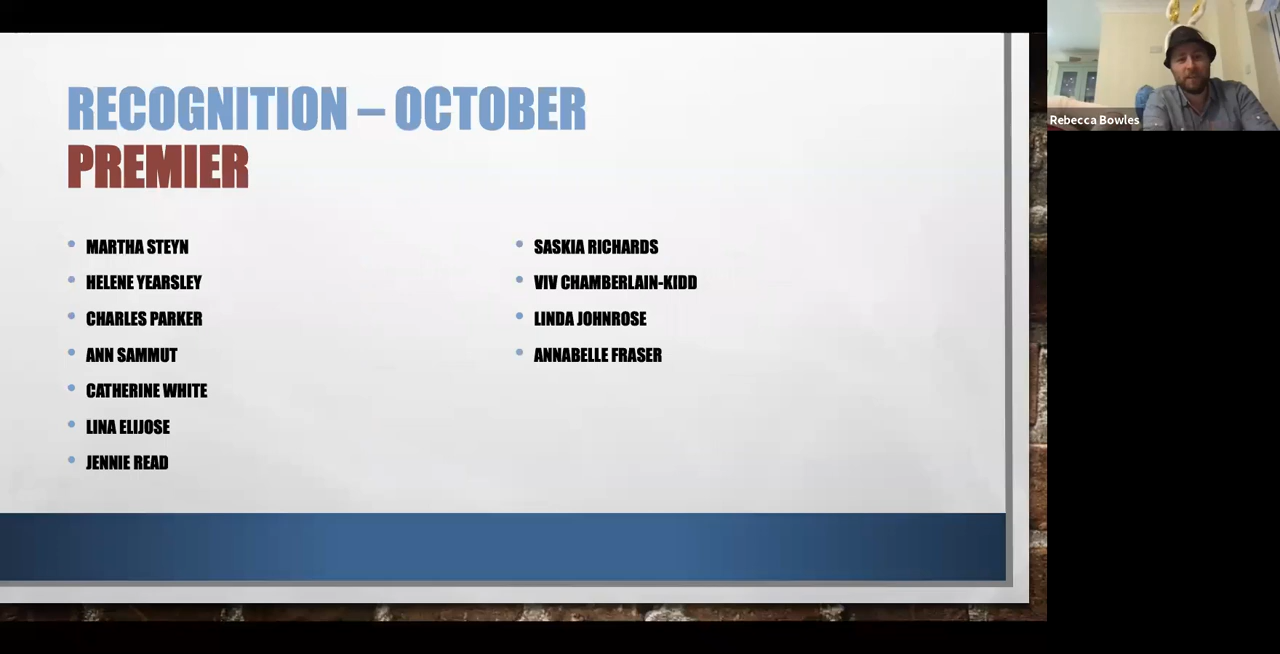 RECOGNITION – OCTOBER
PREMIER
MARTHA STEYN
HELENE YEARSLEY
CHARLES PARKER
ANN SAMMUT
CATHERINE WHITE
LINA ELIJOSE
JENNIE READ
SASKIA RICHARDS
VIV CHAMBERLAIN-KIDD
LINDA JOHNROSE
ANNABELLE FRASER
Rebecca Bowles